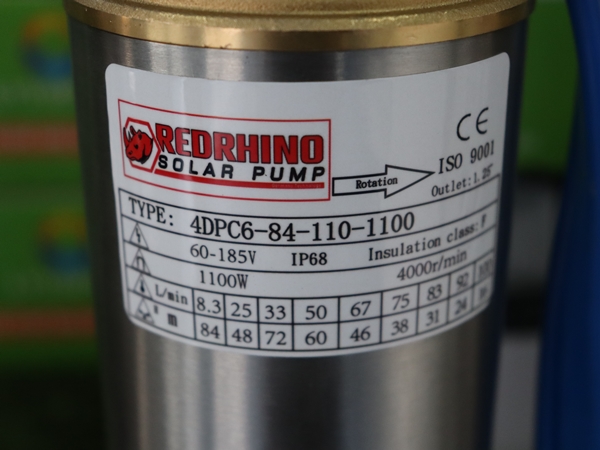 REDRHINO
SOLAR PUMP
CE
Rotation
ISO 9001
Outlet: 1.25"
TYPE: 4DPC6-84-110-1100
60-185V IP68 Insulation class: F
1100W 4000r/min
L/min 8.3 25 33 50 67 75 83 92 100
m 84 48 72 60 46 38 31 24 16